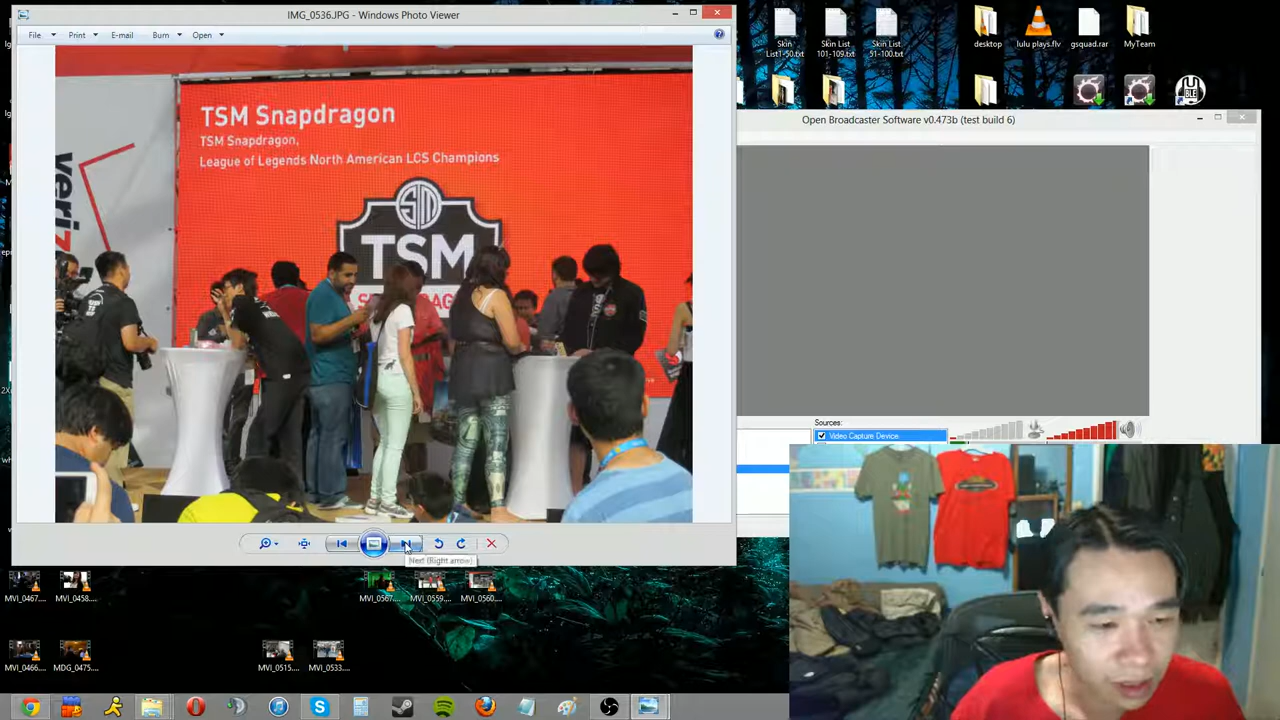 IMG_0536.JPG - Windows Photo Viewer
File Print E-mail Burn Open
TSM Snapdragon
TSM Snapdragon,
League of Legends North American LCS Champions
TSM
Next (Right arrow)
Skin List1-50.txt
Skin List 101-109.txt
Skin List 51-100.txt
desktop
lulu plays.flv
gsquad.rar
MyTeam
Open Broadcaster Software v0.473b (test build 6)
Sources:
Video Capture Device
MVI_0467....
MVI_0458....
MVI_0567....
MVI_0559....
MVI_0560....
MVI_0466....
MDG_0475....
MVI_0515....
MVI_0533....